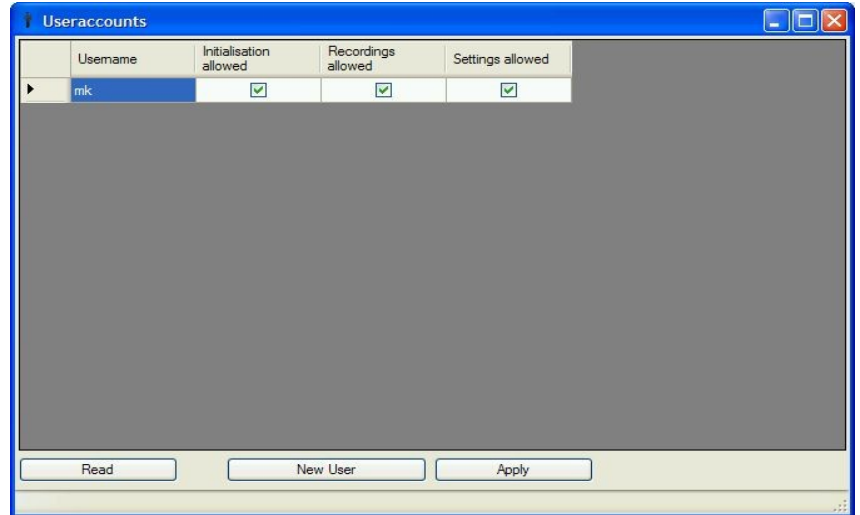 Useraccounts
Username
Initialisation
allowed
Recordings
allowed
Settings allowed
mk
Read
New User
Apply